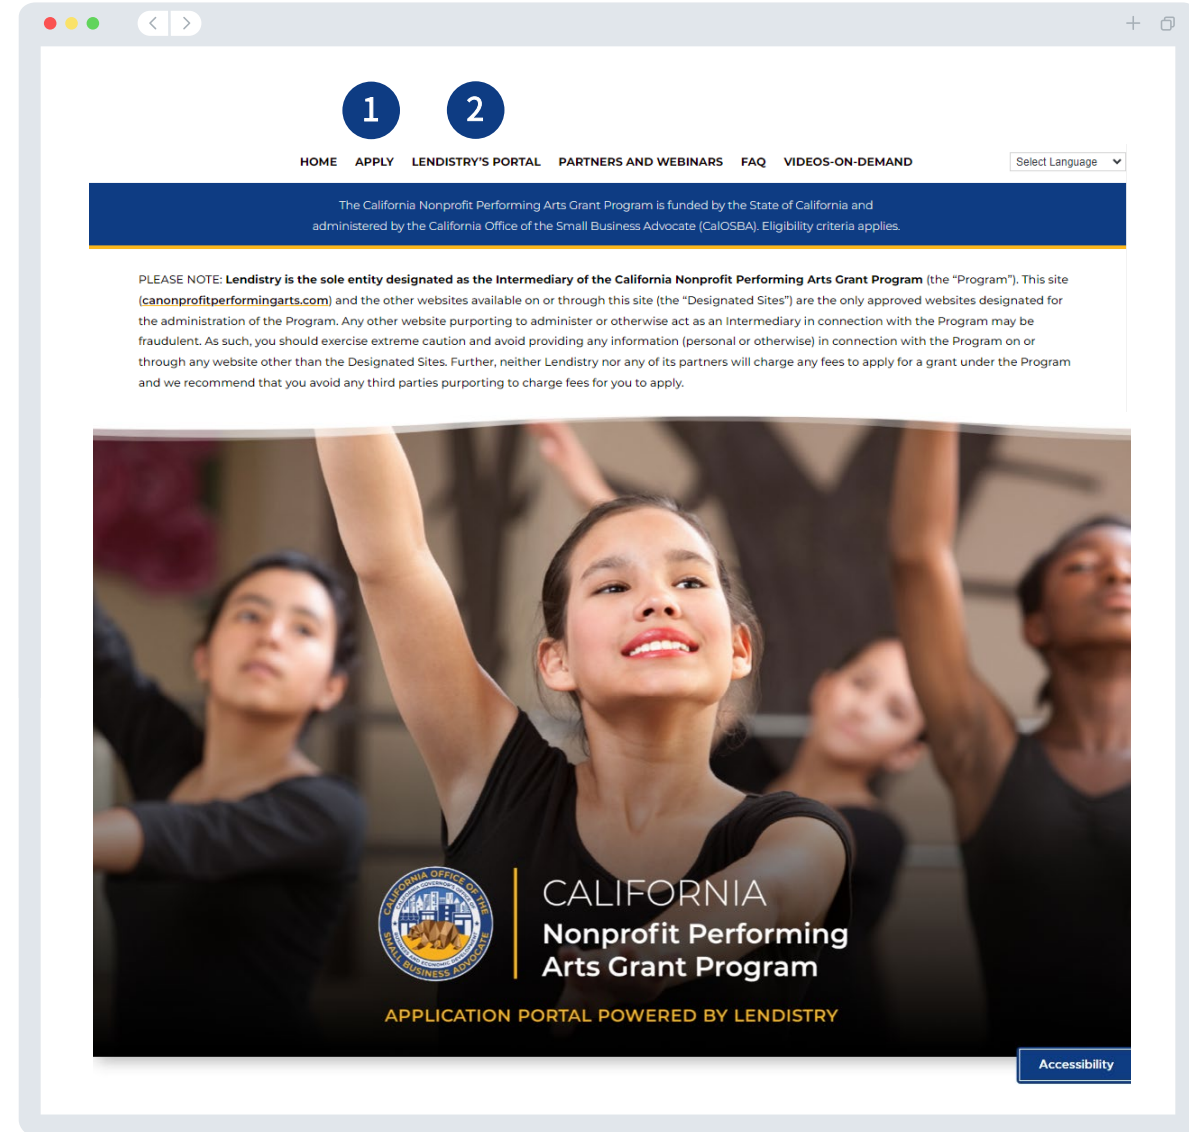 1 2
HOME APPLY LENDISTRY'S PORTAL PARTNERS AND WEBINARS FAQ VIDEOS-ON-DEMAND Select Language
The California Nonprofit Performing Arts Grant Program is funded by the State of California and
administered by the California Office of the Small Business Advocate (CalOSBA). Eligibility criteria applies.
PLEASE NOTE: Lendistry is the sole entity designated as the Intermediary of the California Nonprofit Performing Arts Grant Program (the “Program”). This site
(canonprofitperformingarts.com) and the other websites available on or through this site (the “Designated Sites”) are the only approved websites designated for
the administration of the Program. Any other website purporting to administer or otherwise act as an Intermediary in connection with the Program may be
fraudulent. As such, you should exercise extreme caution and avoid providing any information (personal or otherwise) in connection with the Program on or
through any website other than the Designated Sites. Further, neither Lendistry nor any of its partners will charge any fees to apply for a grant under the Program
and we recommend that you avoid any third parties purporting to charge fees for you to apply.
CALIFORNIA OFFICE OF THE SMALL BUSINESS ADVOCATE
CALIFORNIA GOVERNOR'S OFFICE OF BUSINESS AND ECONOMIC DEVELOPMENT
CALIFORNIA
Nonprofit Performing
Arts Grant Program
APPLICATION PORTAL POWERED BY LENDISTRY
Accessibility